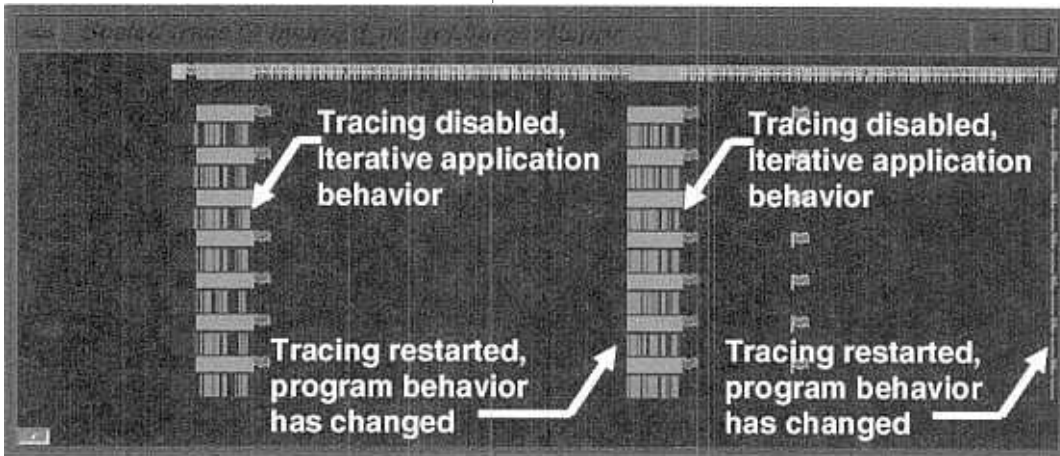 Tracing disabled,
Iterative application
behavior
Tracing disabled,
Iterative application
behavior
Tracing restarted,
program behavior
has changed
Tracing restarted,
program behavior
has changed